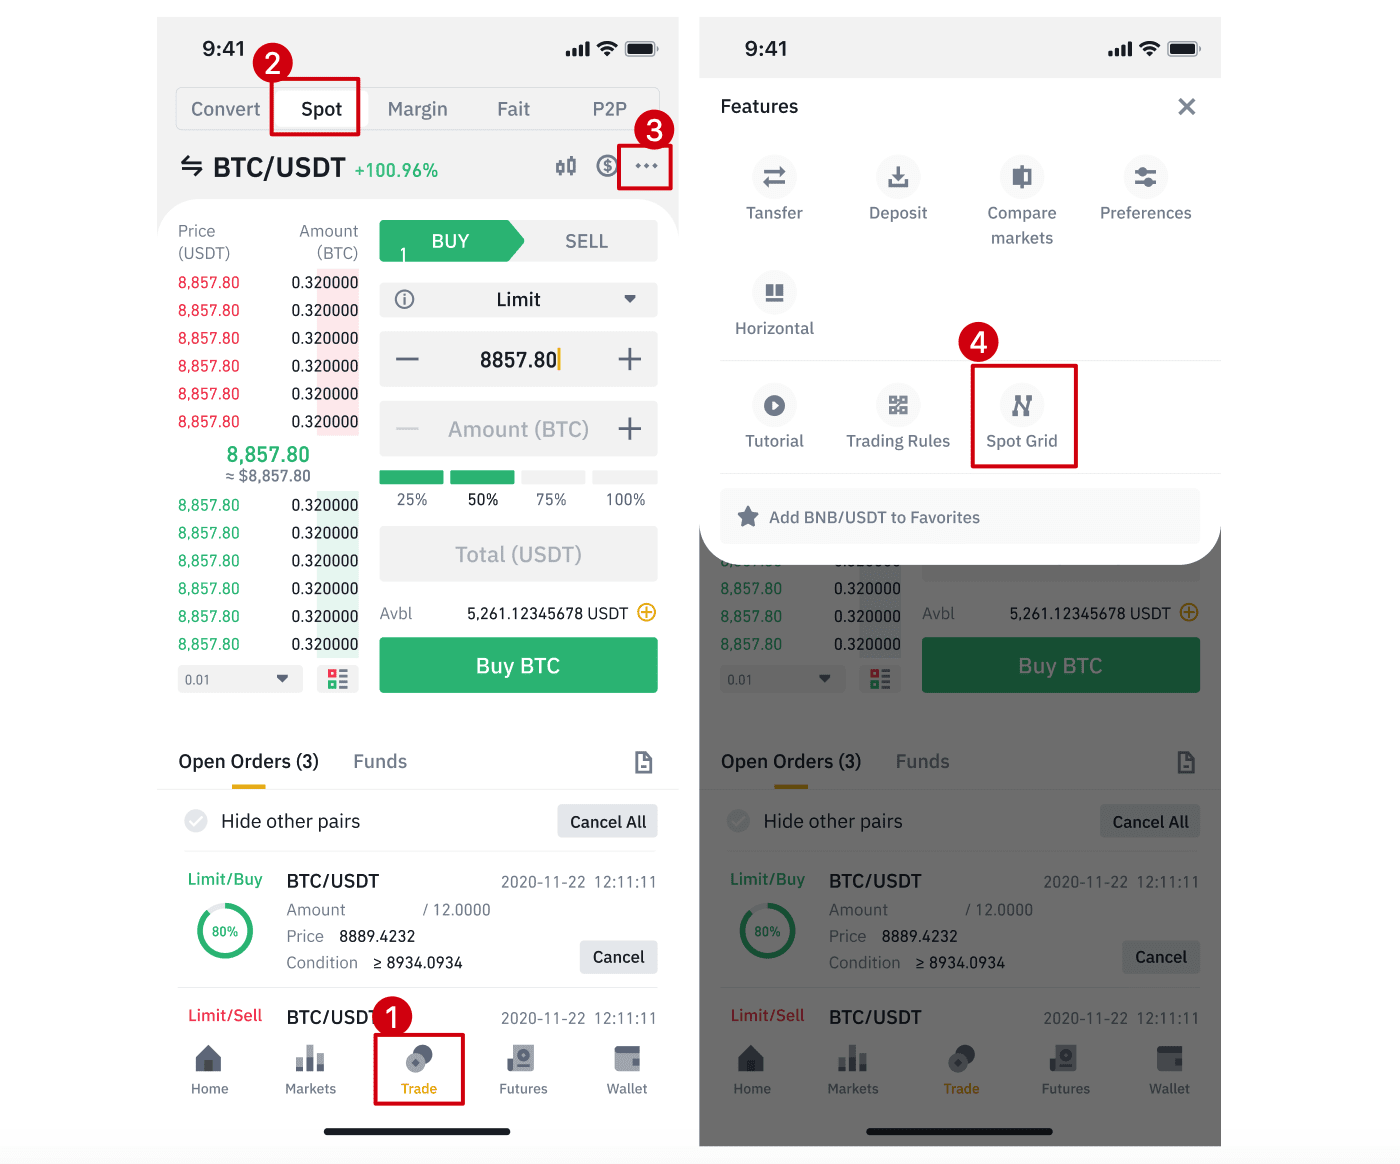 9:41
2
Convert Spot Margin Fait P2P
3
BTC/USDT +100.96%
Price Amount
(USDT) (BTC)
8,857.80 0.320000
8,857.80 0.320000
8,857.80 0.320000
8,857.80 0.320000
8,857.80 0.320000
8,857.80 0.320000
8,857.80
≈ $8,857.80
8,857.80 0.320000
8,857.80 0.320000
8,857.80 0.320000
8,857.80 0.320000
8,857.80 0.320000
8,857.80 0.320000
0.01
BUY SELL
1
Limit
8857.80
Amount (BTC)
25% 50% 75% 100%
Total (USDT)
Avbl 5,261.12345678 USDT
Buy BTC
Open Orders (3) Funds
Hide other pairs Cancel All
Limit/Buy BTC/USDT 2020-11-22 12:11:11
80%
Amount / 12.0000
Price 8889.4232
Condition ≥ 8934.0934
Cancel
Limit/Sell BTC/USDT 2020-11-22 12:11:11
1
Home Markets Trade Futures Wallet
9:41
Features
Tansfer Deposit Compare Preferences
markets
Horizontal
4
Tutorial Trading Rules Spot Grid
Add BNB/USDT to Favorites
8,857.80 0.320000
8,857.80 0.320000
8,857.80 0.320000
8,857.80 0.320000
0.01
Avbl 5,261.12345678 USDT
Buy BTC
Open Orders (3) Funds
Hide other pairs Cancel All
Limit/Buy BTC/USDT 2020-11-22 12:11:11
80%
Amount / 12.0000
Price 8889.4232
Condition ≥ 8934.0934
Cancel
Limit/Sell BTC/USDT 2020-11-22 12:11:11
Home Markets Trade Futures Wallet